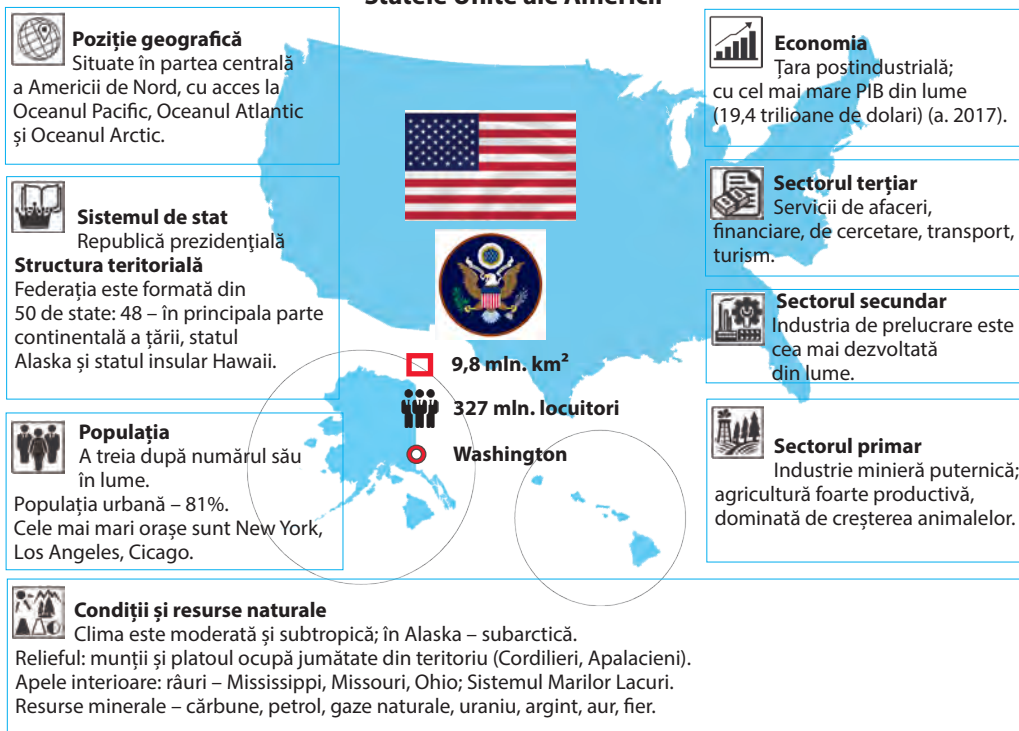 Statele Unite ale Americii
Poziție geografică
Situate în partea centrală
a Americii de Nord, cu acces la
Oceanul Pacific, Oceanul Atlantic
și Oceanul Arctic.
Sistemul de stat
Republică prezidenţială
Structura teritorială
Federația este formată din
50 de state: 48 – în principala parte
continentală a țării, statul
Alaska și statul insular Hawaii.
Populația
A treia după numărul său
în lume.
Populația urbană – 81%.
Cele mai mari orașe sunt New York,
Los Angeles, Cicago.
9,8 mln. km²
327 mln. locuitori
Washington
Economia
Țara postindustrială;
cu cel mai mare PIB din lume
(19,4 trilioane de dolari) (a. 2017).
Sectorul terțiar
Servicii de afaceri,
financiare, de cercetare, transport,
turism.
Sectorul secundar
Industria de prelucrare este
cea mai dezvoltată
din lume.
Sectorul primar
Industrie minieră puternică;
agricultură foarte productivă,
dominată de creșterea animalelor.
Condiții și resurse naturale
Clima este moderată și subtropică; în Alaska – subarctică.
Relieful: munții și platoul ocupă jumătate din teritoriu (Cordilieri, Apalacieni).
Apele interioare: râuri – Mississippi, Missouri, Ohio; Sistemul Marilor Lacuri.
Resurse minerale – cărbune, petrol, gaze naturale, uraniu, argint, aur, fier.